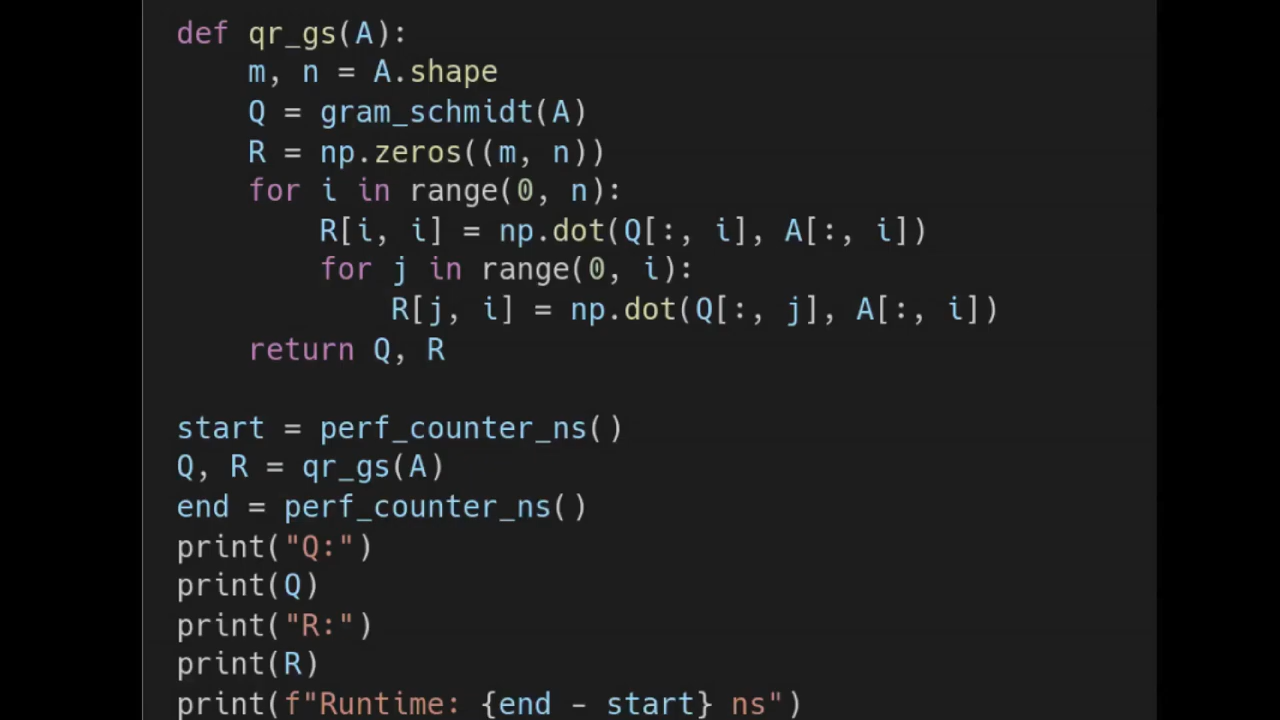 def qr_gs(A):
    m, n = A.shape
    Q = gram_schmidt(A)
    R = np.zeros((m, n))
    for i in range(0, n):
        R[i, i] = np.dot(Q[:, i], A[:, i])
        for j in range(0, i):
            R[j, i] = np.dot(Q[:, j], A[:, i])
    return Q, R

start = perf_counter_ns()
Q, R = qr_gs(A)
end = perf_counter_ns()
print("Q:")
print(Q)
print("R:")
print(R)
print(f"Runtime: {end - start} ns")